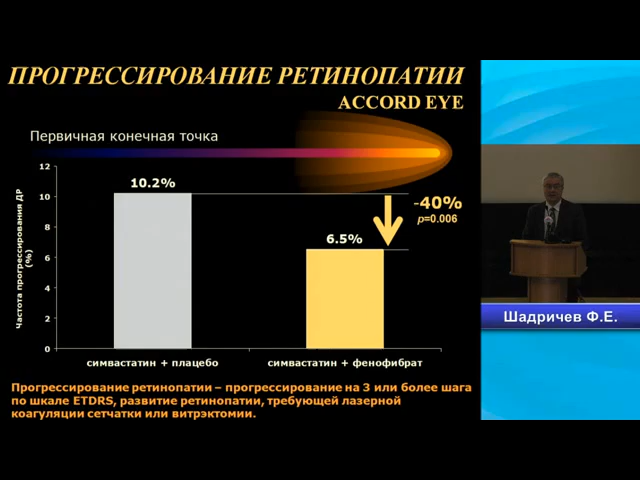 ПРОГРЕССИРОВАНИЕ РЕТИНОПАТИИ
ACCORD EYE
Первичная конечная точка
Частота прогрессирования ДР
(%)
12
10
8
6
4
2
0
10.2%
6.5%
-40%
p=0.006
симвастатин + плацебо
симвастатин + фенофибрат
Прогрессирование ретинопатии – прогрессирование на 3 или более шага
по шкале ETDRS, развитие ретинопатии, требующей лазерной
коагуляции сетчатки или витрэктомии.
Шадричев Ф.Е.